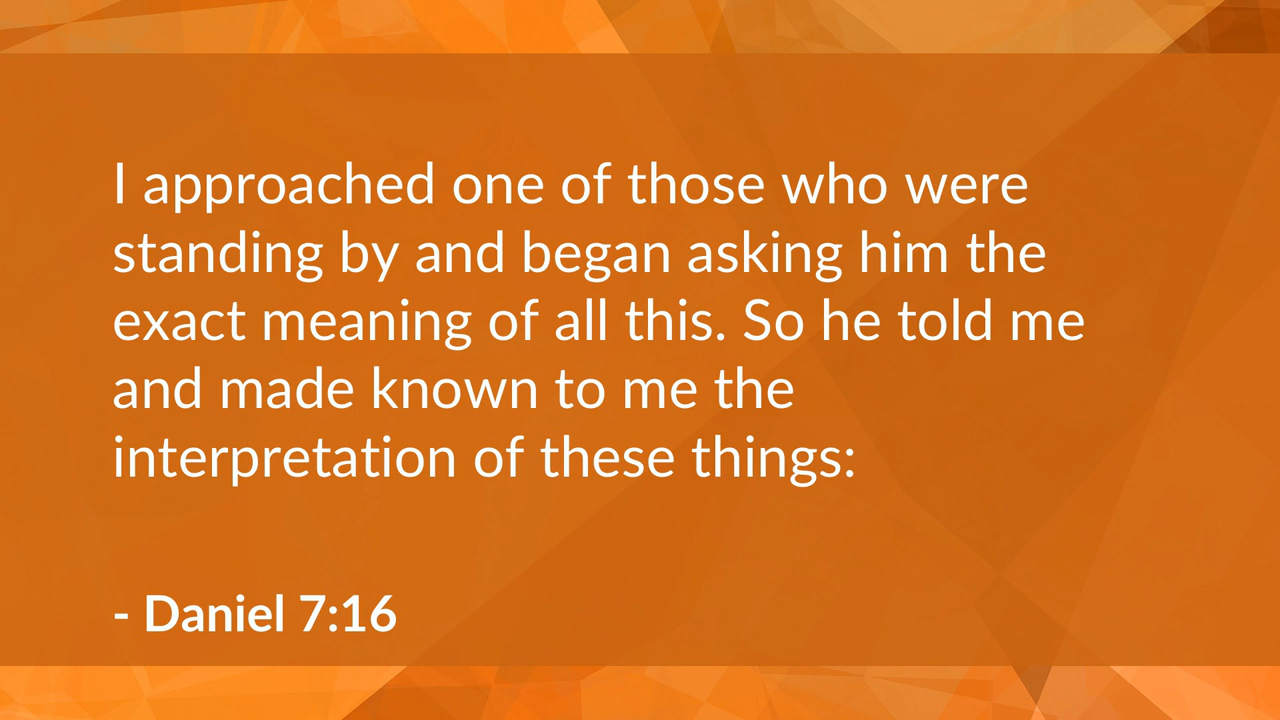 I approached one of those who were
standing by and began asking him the
exact meaning of all this. So he told me
and made known to me the
interpretation of these things:
- Daniel 7:16